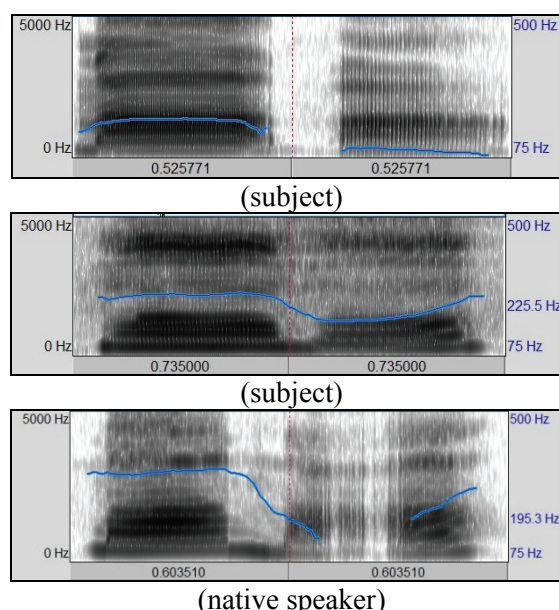 5000 Hz 500 Hz
0 Hz 75 Hz
0.525771 0.525771
(subject)
5000 Hz 500 Hz
225.5 Hz
0 Hz 75 Hz
0.735000 0.735000
(subject)
5000 Hz 500 Hz
195.3 Hz
0 Hz 75 Hz
0.603510 0.603510
(native speaker)